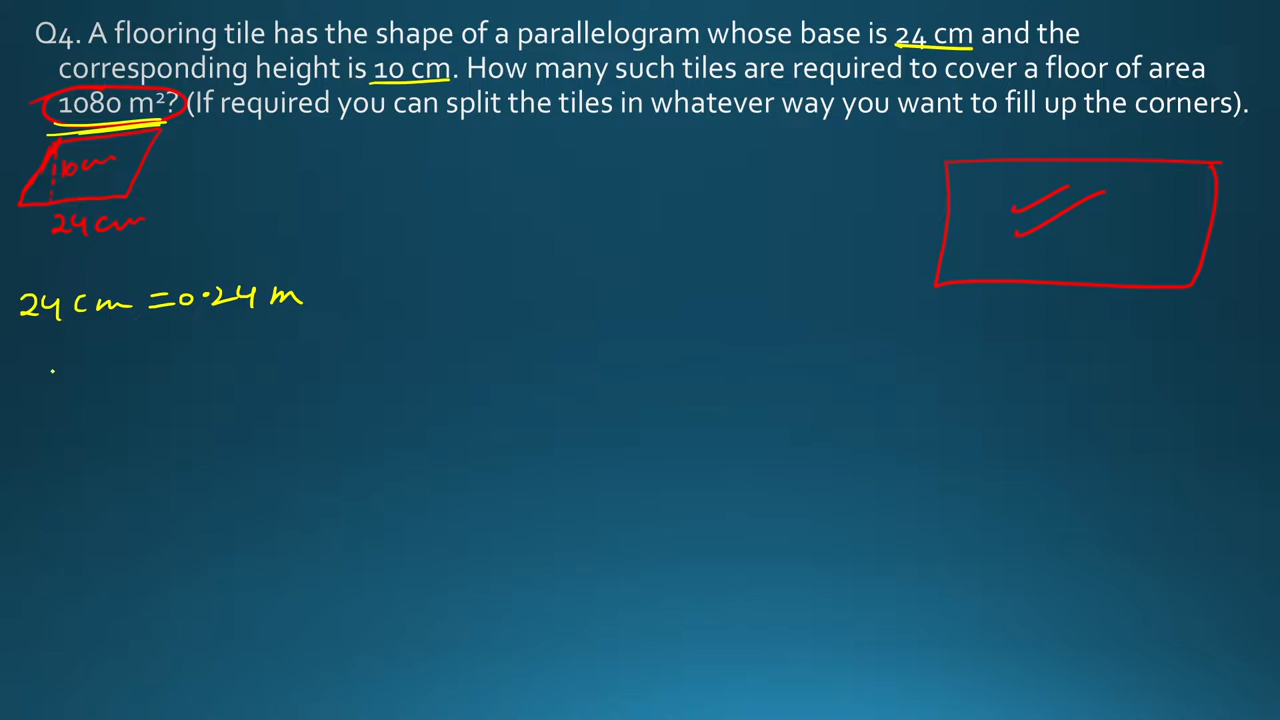 Q4. A flooring tile has the shape of a parallelogram whose base is 24 cm and the
corresponding height is 10 cm. How many such tiles are required to cover a floor of area
1080 m²? (If required you can split the tiles in whatever way you want to fill up the corners).
10cm
24cm
24cm = 0.24 m